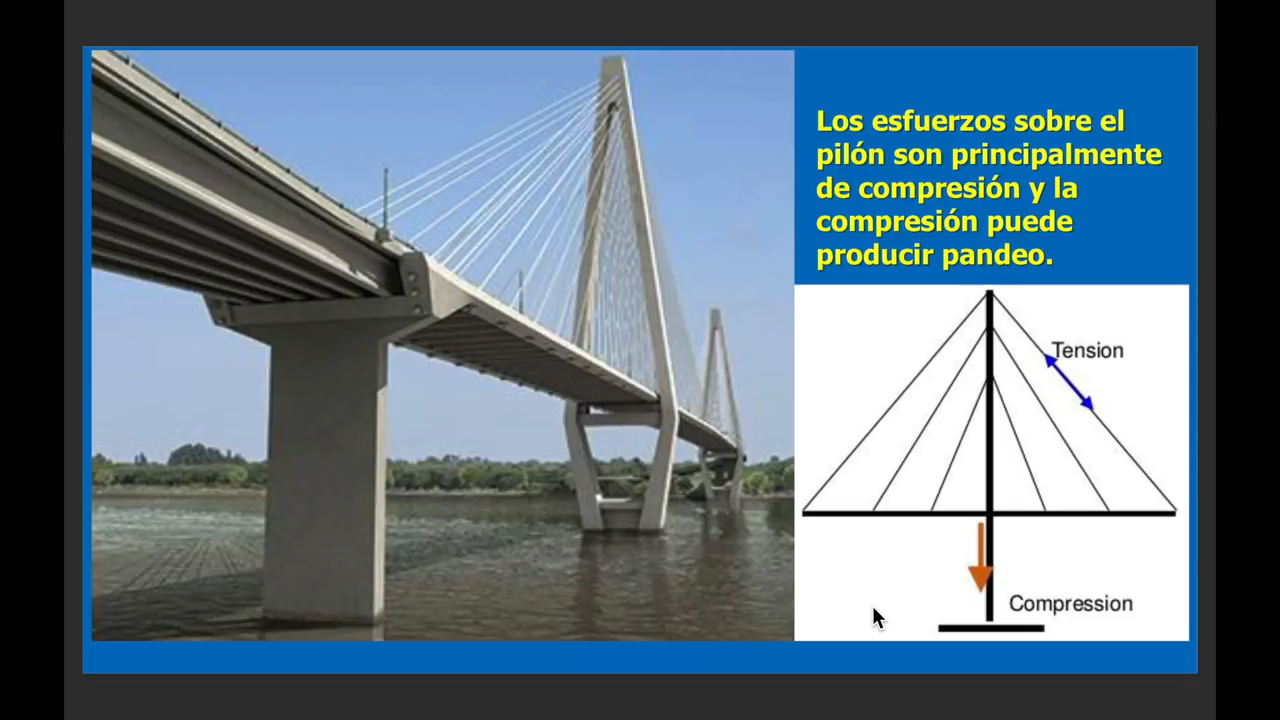 Los esfuerzos sobre el
pilón son principalmente
de compresión y la
compresión puede
producir pandeo.
Tension
Compression